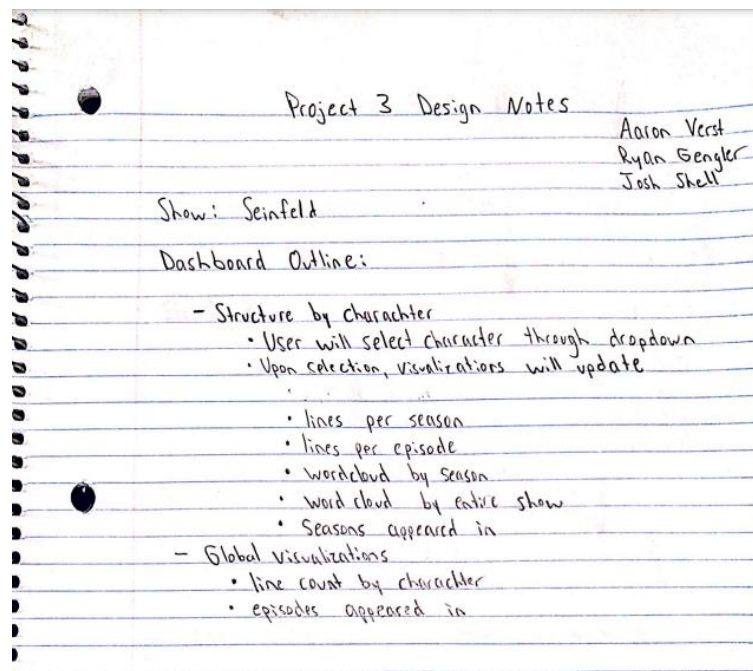 Project 3 Design Notes
Aaron Verst
Ryan Gengler
Josh Shell
Show: Seinfeld
Dashboard Outline:
- Structure by charachter
• User will select character through dropdown
• Upon selection, visualizations will update
• lines per season
• lines per episode
• wordcloud by season
• word cloud by entire show
• Seasons appeared in
- Global visualizations
• line count by charachter
• episodes appeared in